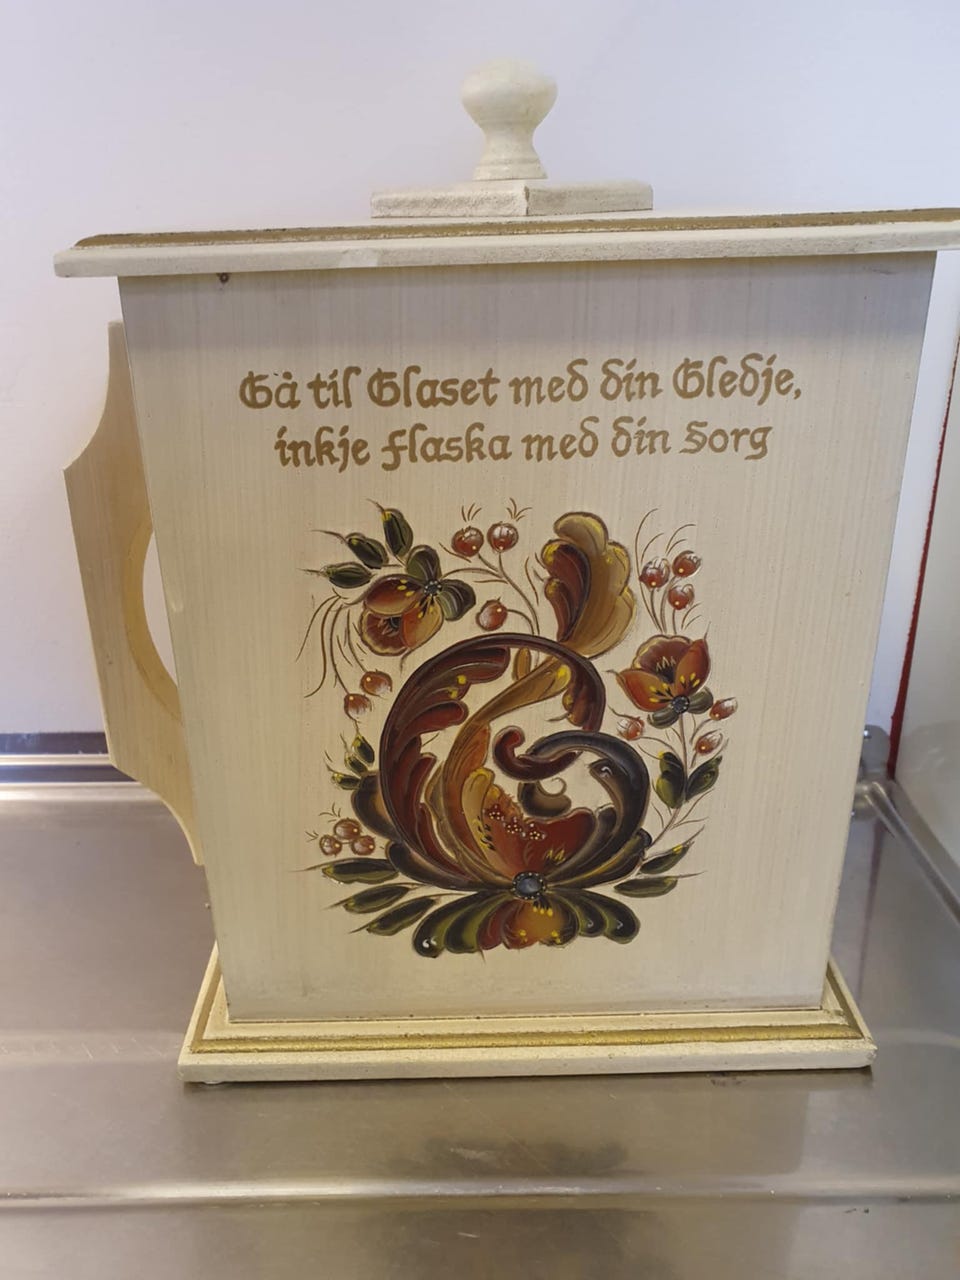 Gå til Glaset med din Gledje,
inkje Flaska med din Sorg